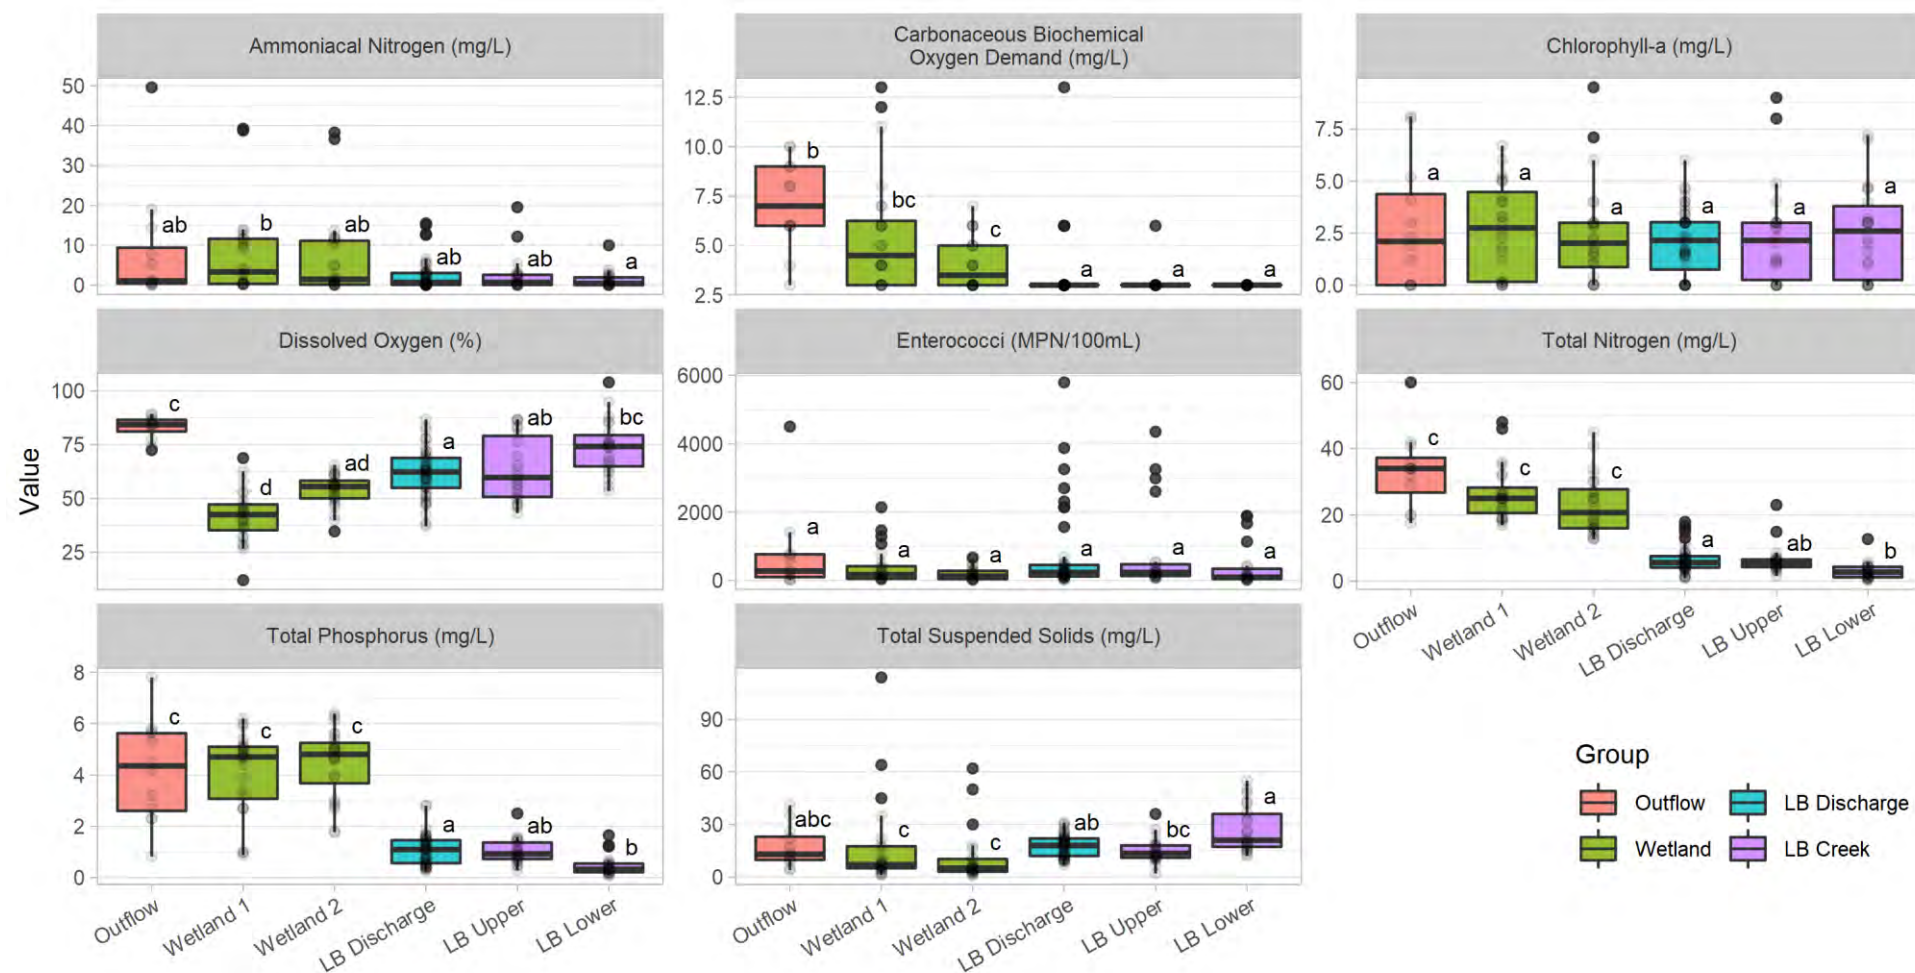 Ammoniacal Nitrogen (mg/L)
50
40
30
20
10
0
ab
b
ab
ab
ab
a
Carbonaceous Biochemical
Oxygen Demand (mg/L)
12.5
10.0
7.5
5.0
2.5
b
bc
c
a
a
a
Chlorophyll-a (mg/L)
7.5
5.0
2.5
0.0
a
a
a
a
a
a
Value
Dissolved Oxygen (%)
100
75
50
25
c
d
ad
a
ab
bc
Enterococci (MPN/100mL)
6000
4000
2000
0
a
a
a
a
a
a
Total Nitrogen (mg/L)
60
40
20
0
c
c
c
a
ab
b
Outflow
Wetland 1
Wetland 2
LB Discharge
LB Upper
LB Lower
Total Phosphorus (mg/L)
8
6
4
2
0
c
c
c
a
ab
b
Outflow
Wetland 1
Wetland 2
LB Discharge
LB Upper
LB Lower
Total Suspended Solids (mg/L)
90
60
30
0
abc
c
c
ab
bc
a
Outflow
Wetland 1
Wetland 2
LB Discharge
LB Upper
LB Lower
Group
Outflow
LB Discharge
Wetland
LB Creek